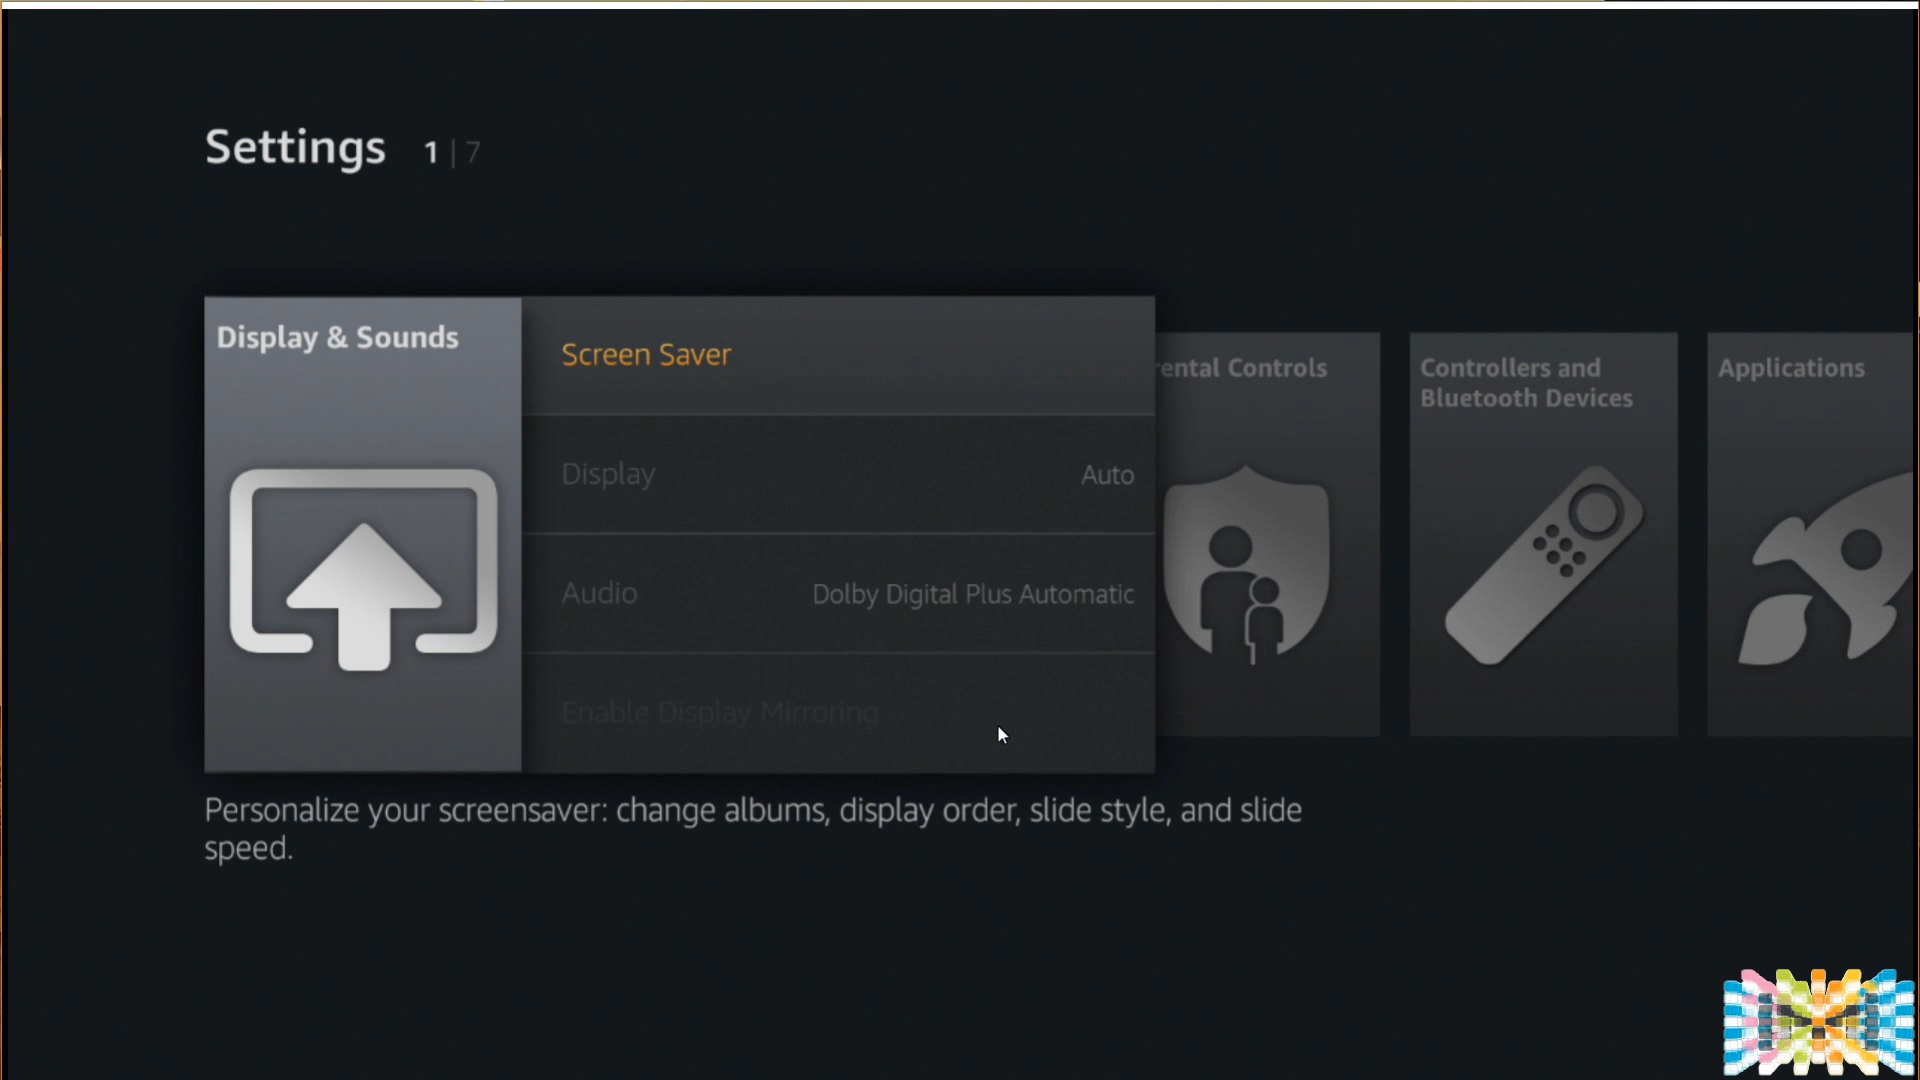 Settings 1 | 7
Display & Sounds
Screen Saver
Display Auto
Audio Dolby Digital Plus Automatic
Enable Display Mirroring
rental Controls
Controllers and
Bluetooth Devices
Applications
Personalize your screensaver: change albums, display order, slide style, and slide
speed.